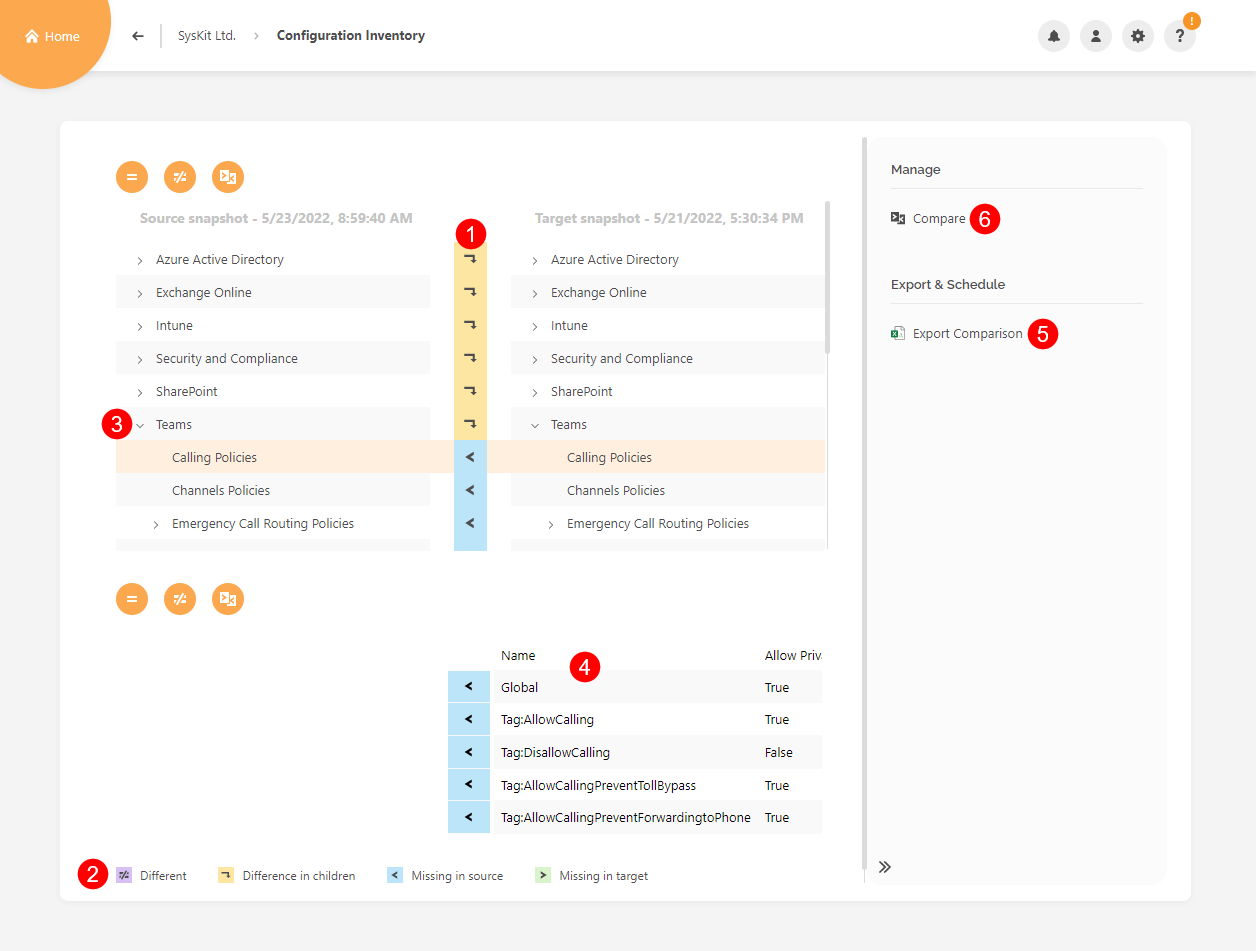 Home
SysKit Ltd. > Configuration Inventory
!
?
Source snapshot - 5/23/2022, 8:59:40 AM
Target snapshot - 5/21/2022, 5:30:34 PM
1
Azure Active Directory
Azure Active Directory
Exchange Online
Exchange Online
Intune
Intune
Security and Compliance
Security and Compliance
SharePoint
SharePoint
3 Teams
Teams
Calling Policies
Calling Policies
Channels Policies
Channels Policies
Emergency Call Routing Policies
Emergency Call Routing Policies
Name 4 Allow Priv
Global True
Tag:AllowCalling True
Tag:DisallowCalling False
Tag:AllowCallingPreventTollBypass True
Tag:AllowCallingPreventForwardingtoPhone True
2 Different Difference in children Missing in source Missing in target
Manage
Compare 6
Export & Schedule
Export Comparison 5